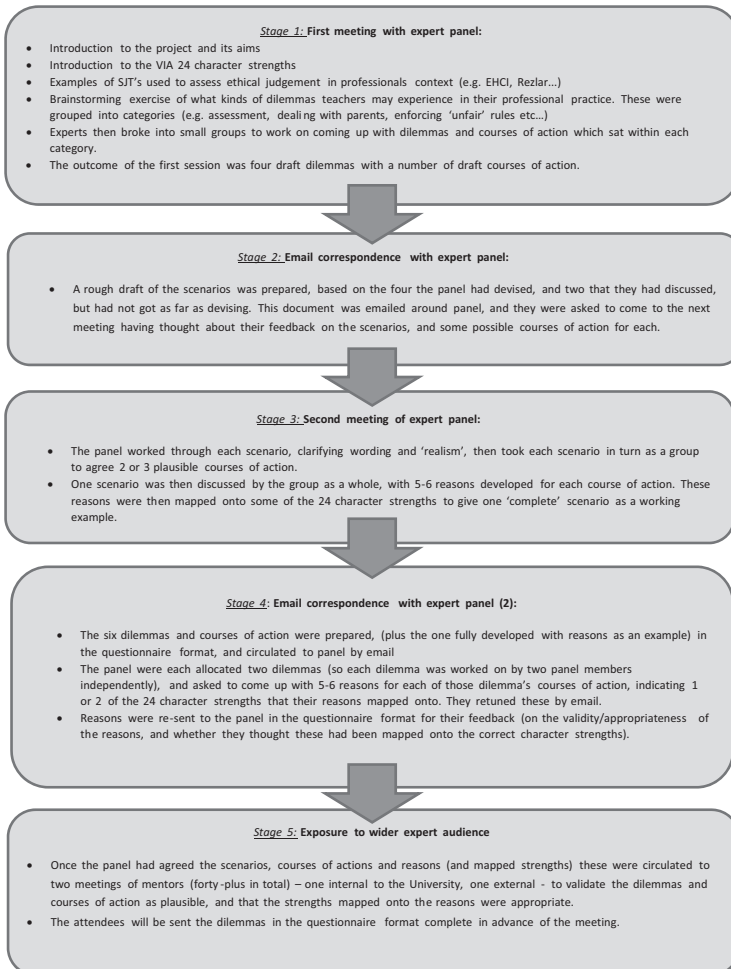 Stage 1: First meeting with expert panel:
• Introduction to the project and its aims
• Introduction to the VIA 24 character strengths
• Examples of SJT's used to assess ethical judgement in professionals context (e.g. EHCI, Rezlar...)
• Brainstorming exercise of what kinds of dilemmas teachers may experience in their professional practice. These were
grouped into categories (e.g. assessment, dealing with parents, enforcing 'unfair' rules etc...)
• Experts then broke into small groups to work on coming up with dilemmas and courses of action which sat within each
category.
• The outcome of the first session was four draft dilemmas with a number of draft courses of action.
Stage 2: Email correspondence with expert panel:
• A rough draft of the scenarios was prepared, based on the four the panel had devised, and two that they had discussed,
but had not got as far as devising. This document was emailed around panel, and they were asked to come to the next
meeting having thought about their feedback on the scenarios, and some possible courses of action for each.
Stage 3: Second meeting of expert panel:
• The panel worked through each scenario, clarifying wording and 'realism', then took each scenario in turn as a group
to agree 2 or 3 plausible courses of action.
• One scenario was then discussed by the group as a whole, with 5-6 reasons developed for each course of action. These
reasons were then mapped onto some of the 24 character strengths to give one 'complete' scenario as a working
example.
Stage 4: Email correspondence with expert panel (2):
• The six dilemmas and courses of action were prepared, (plus the one fully developed with reasons as an example) in
the questionnaire format, and circulated to panel by email
• The panel were each allocated two dilemmas (so each dilemma was worked on by two panel members
independently), and asked to come up with 5-6 reasons for each of those dilemma's courses of action, indicating 1
or 2 of the 24 character strengths that their reasons mapped onto. They retuned these by email.
• Reasons were re-sent to the panel in the questionnaire format for their feedback (on the validity/appropriateness of
the reasons, and whether they thought these had been mapped onto the correct character strengths).
Stage 5: Exposure to wider expert audience
• Once the panel had agreed the scenarios, courses of actions and reasons (and mapped strengths) these were circulated to
two meetings of mentors (forty-plus in total) – one internal to the University, one external - to validate the dilemmas and
courses of action as plausible, and that the strengths mapped onto the reasons were appropriate.
• The attendees will be sent the dilemmas in the questionnaire format complete in advance of the meeting.